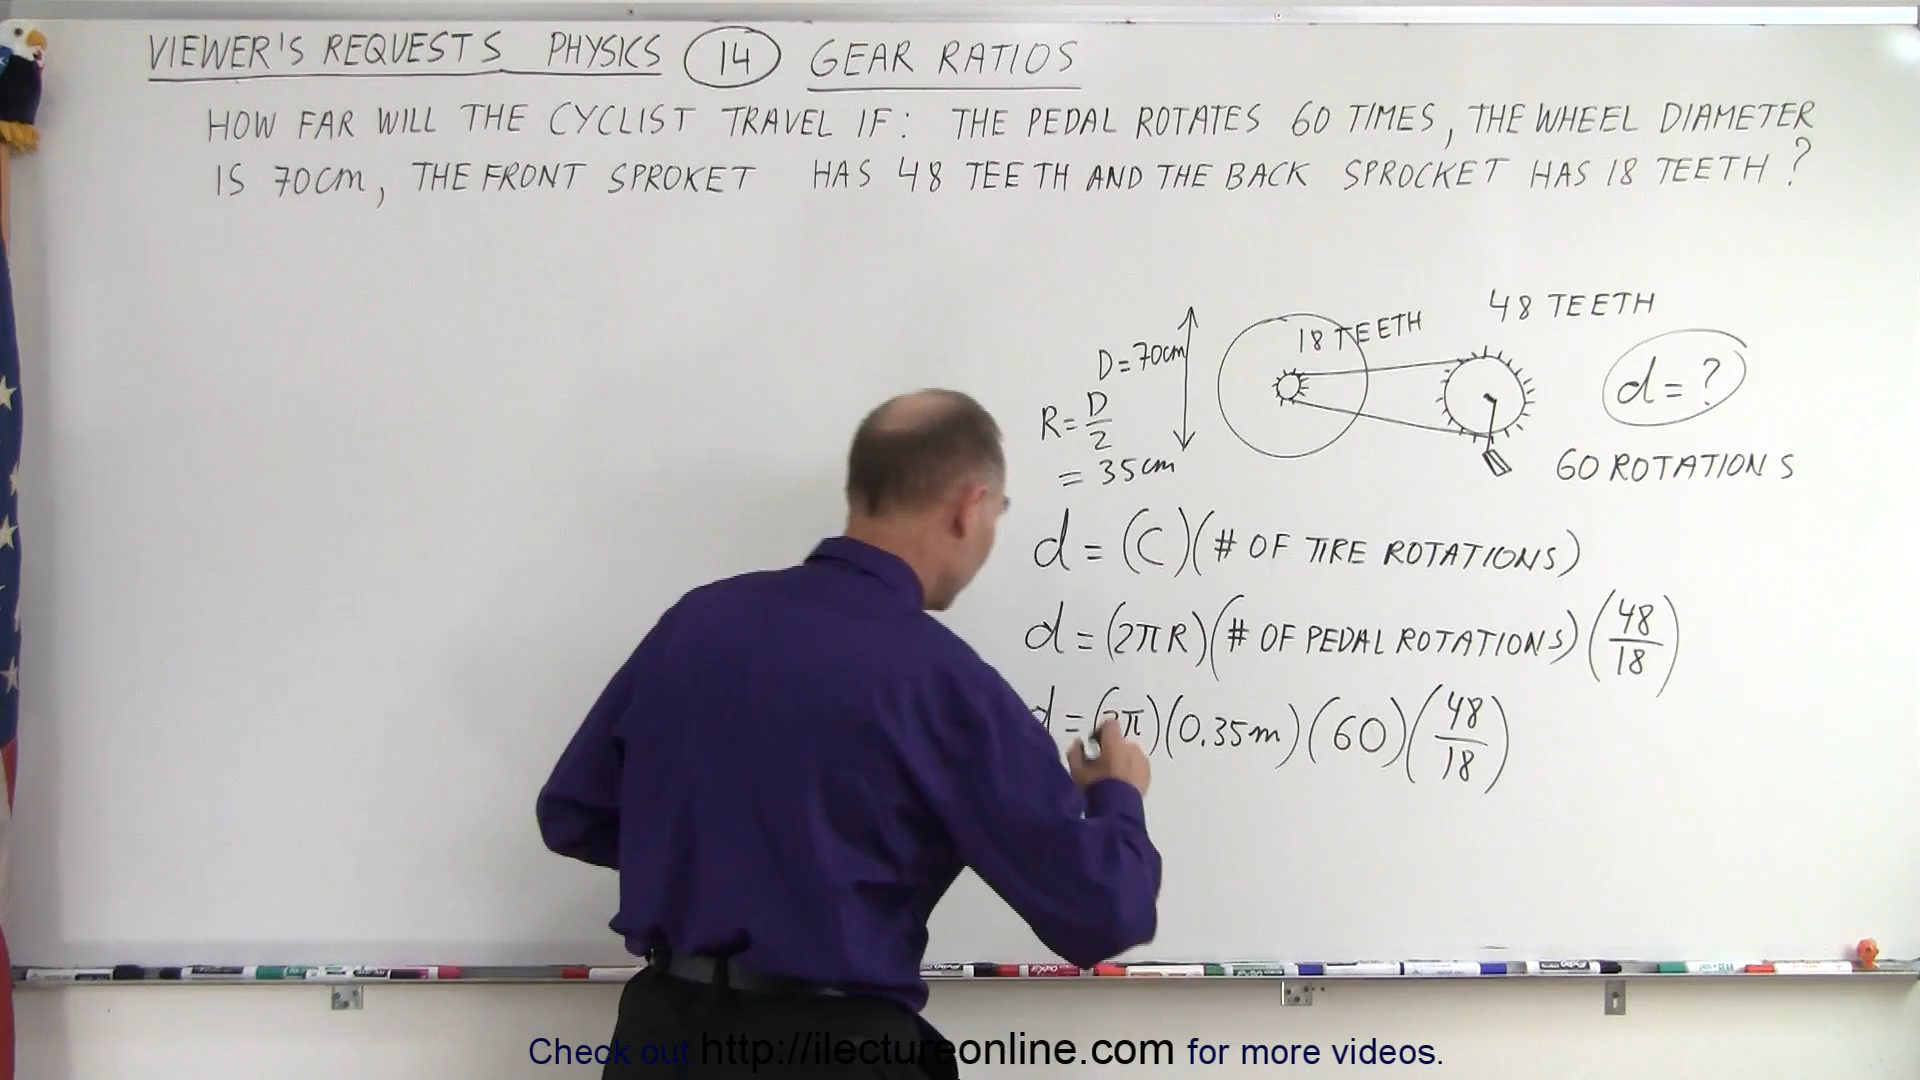 VIEWER'S REQUESTS PHYSICS 14 GEAR RATIOS
HOW FAR WILL THE CYCLIST TRAVEL IF: THE PEDAL ROTATES 60 TIMES, THE WHEEL DIAMETER
IS 70cm, THE FRONT SPROKET HAS 48 TEETH AND THE BACK SPROCKET HAS 18 TEETH?
48 TEETH
18 TEETH
D=70cm
d=?
R=D/2
=35cm
60 ROTATIONS
d=(C)(# OF TIRE ROTATIONS)
d=(2πR)(# OF PEDAL ROTATIONS)(48/18)
d=(2π)(0.35m)(60)(48/18)
Check out http://ilectureonline.com for more videos.